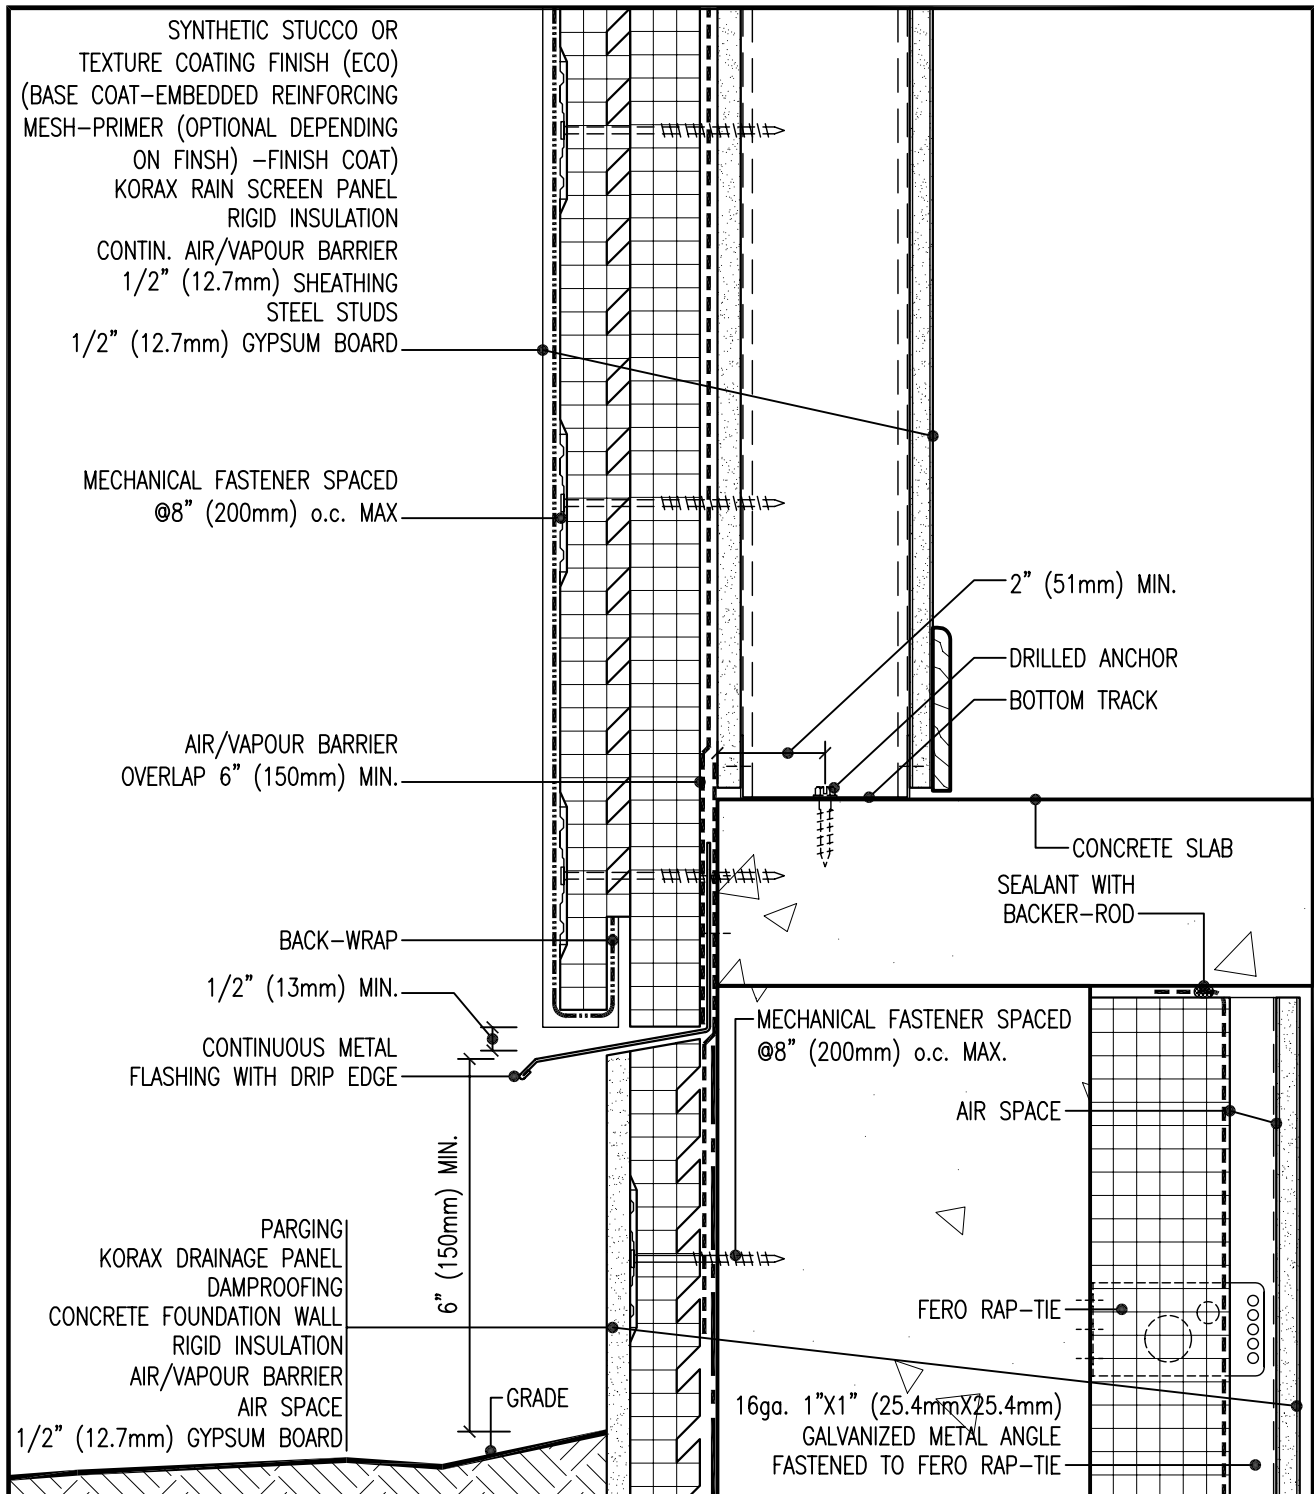 SYNTHETIC STUCCO OR
TEXTURE COATING FINISH (ECO)
(BASE COAT-EMBEDDED REINFORCING
MESH-PRIMER (OPTIONAL DEPENDING
ON FINSH) -FINISH COAT)
KORAX RAIN SCREEN PANEL
RIGID INSULATION
CONTIN. AIR/VAPOUR BARRIER
1/2" (12.7mm) SHEATHING
STEEL STUDS
1/2" (12.7mm) GYPSUM BOARD
MECHANICAL FASTENER SPACED
@8" (200mm) o.c. MAX
2" (51mm) MIN.
DRILLED ANCHOR
BOTTOM TRACK
AIR/VAPOUR BARRIER
OVERLAP 6" (150mm) MIN.
CONCRETE SLAB
SEALANT WITH
BACKER-ROD
BACK-WRAP
1/2" (13mm) MIN.
MECHANICAL FASTENER SPACED
@8" (200mm) o.c. MAX.
CONTINUOUS METAL
FLASHING WITH DRIP EDGE
AIR SPACE
6" (150mm) MIN.
PARGING
KORAX DRAINAGE PANEL
DAMPROOFING
CONCRETE FOUNDATION WALL
RIGID INSULATION
AIR/VAPOUR BARRIER
AIR SPACE
1/2" (12.7mm) GYPSUM BOARD
FERO RAP-TIE
GRADE
16ga. 1"X1" (25.4mmX25.4mm)
GALVANIZED METAL ANGLE
FASTENED TO FERO RAP-TIE